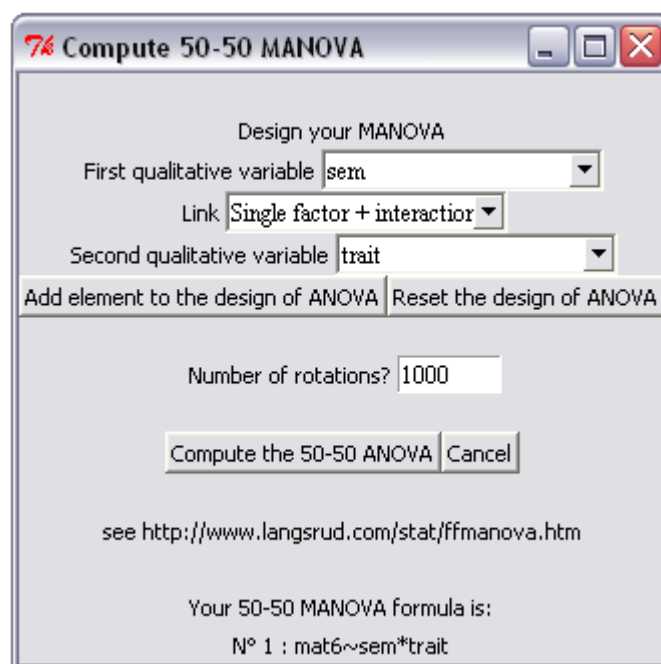 7k Compute 50-50 MANOVA
Design your MANOVA
First qualitative variable sem
Link Single factor + interaction
Second qualitative variable trait
Add element to the design of ANOVA Reset the design of ANOVA
Number of rotations? 1000
Compute the 50-50 ANOVA Cancel
see http://www.langsrud.com/stat/ffmanova.htm
Your 50-50 MANOVA formula is:
N° 1 : mat6~sem*trait